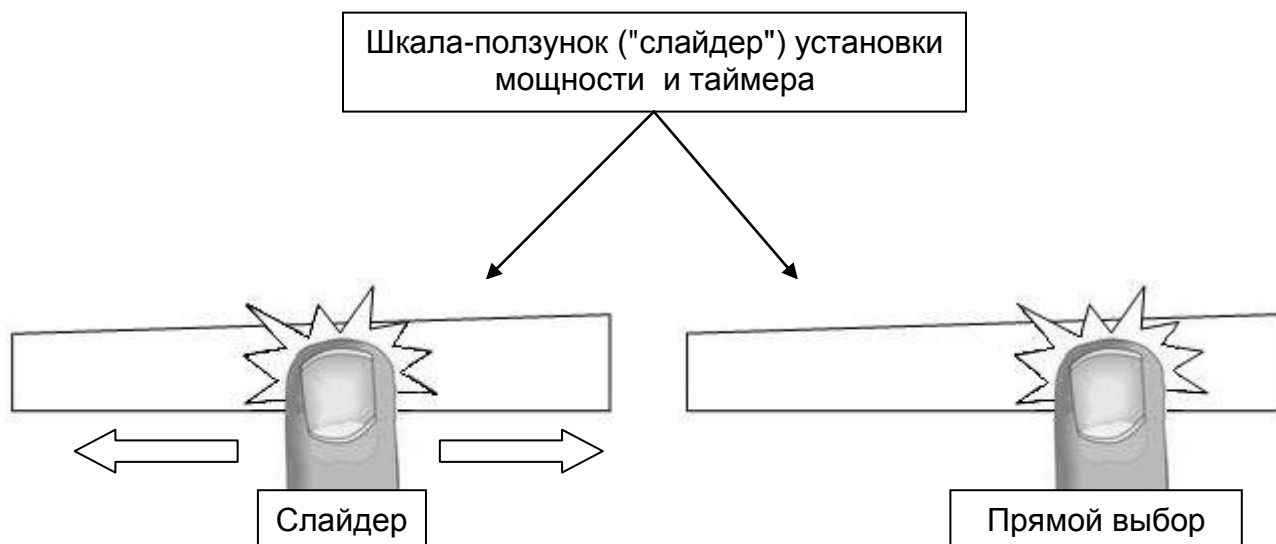 Шкала-ползунок ("слайдер") установки
мощности и таймера
Слайдер
Прямой выбор